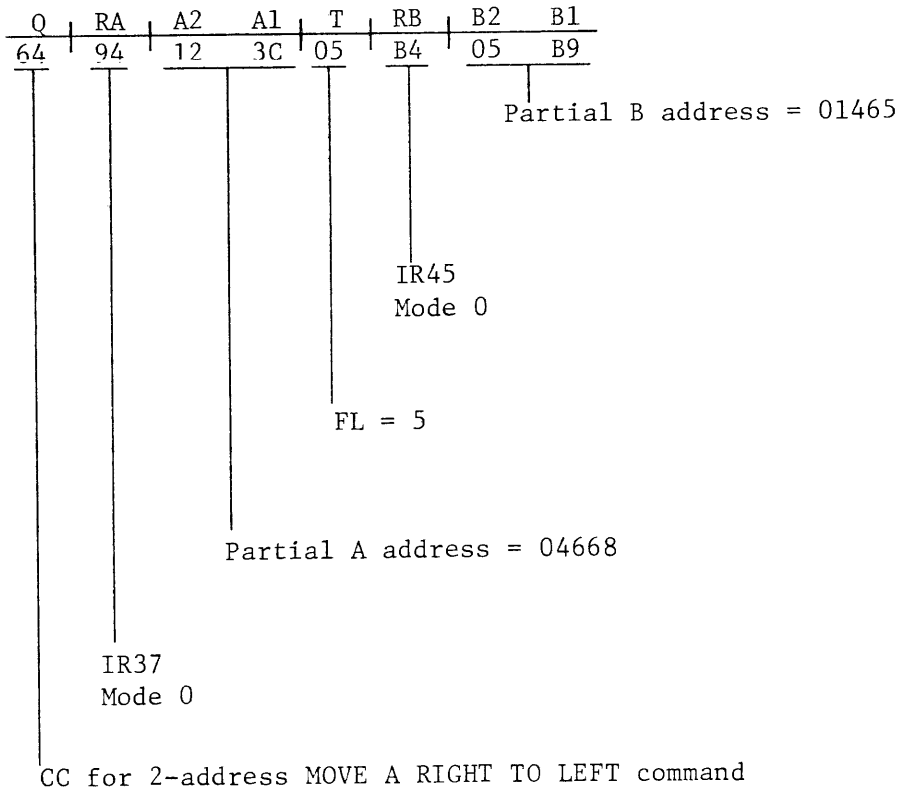 Q RA A2 A1 T RB B2 B1
64 94 12 3C 05 B4 05 B9
Partial B address = 01465
IR45
Mode 0
FL = 5
Partial A address = 04668
IR37
Mode 0
CC for 2-address MOVE A RIGHT TO LEFT command